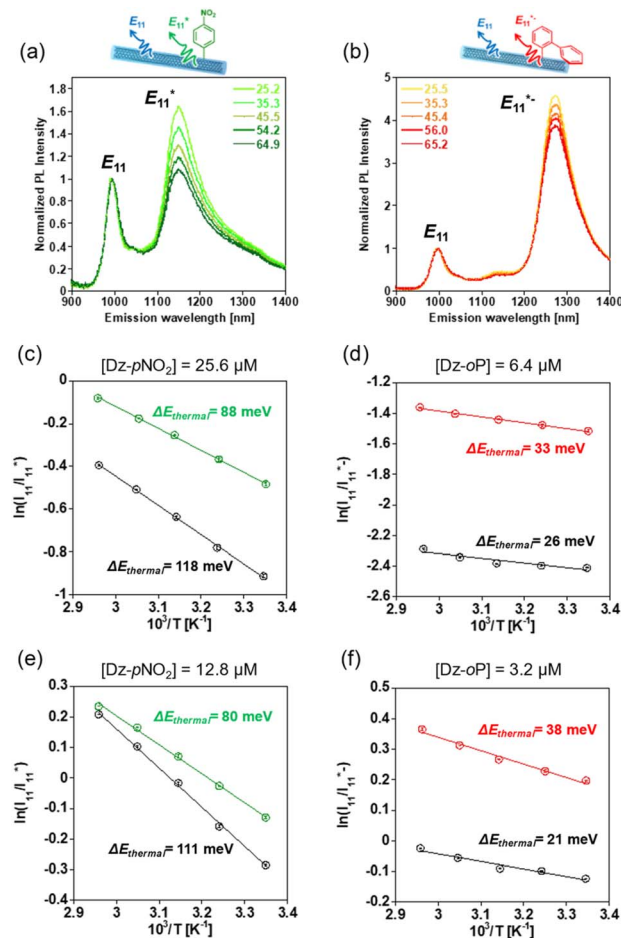 NO₂
E₁₁ E₁₁*
E₁₁ E₁₁*-
(a)
Normalized PL Intensity
1.8
1.6
1.4
1.2
1.0
0.8
0.6
0.4
0.2
0
E₁₁
E₁₁*
25.2
35.3
45.5
54.2
64.9
900 1000 1100 1200 1300 1400
Emission wavelength [nm]
(b)
Normalized PL Intensity
5
4
3
2
1
0
E₁₁
E₁₁*-
25.5
35.3
45.4
56.0
65.2
900 1000 1100 1200 1300 1400
Emission wavelength [nm]
(c)
[Dz-pNO₂] = 25.6 μM
ln(I₁₁/I₁₁*)
0
-0.2
-0.4
-0.6
-0.8
-1
ΔEthermal= 88 meV
ΔEthermal= 118 meV
2.9 3 3.1 3.2 3.3 3.4
10³/T [K⁻¹]
(d)
[Dz-oP] = 6.4 μM
ln(I₁₁/I₁₁*-)
-1.2
-1.4
-1.6
-1.8
-2
-2.2
-2.4
-2.6
ΔEthermal= 33 meV
ΔEthermal= 26 meV
2.9 3 3.1 3.2 3.3 3.4
10³/T [K⁻¹]
(e)
[Dz-pNO₂] = 12.8 μM
ln(I₁₁/I₁₁*)
0.3
0.2
0.1
0
-0.1
-0.2
-0.3
-0.4
ΔEthermal= 80 meV
ΔEthermal= 111 meV
2.9 3 3.1 3.2 3.3 3.4
10³/T [K⁻¹]
(f)
[Dz-oP] = 3.2 μM
ln(I₁₁/I₁₁*-)
0.5
0.4
0.3
0.2
0.1
0
-0.1
-0.2
ΔEthermal= 38 meV
ΔEthermal= 21 meV
2.9 3 3.1 3.2 3.3 3.4
10³/T [K⁻¹]